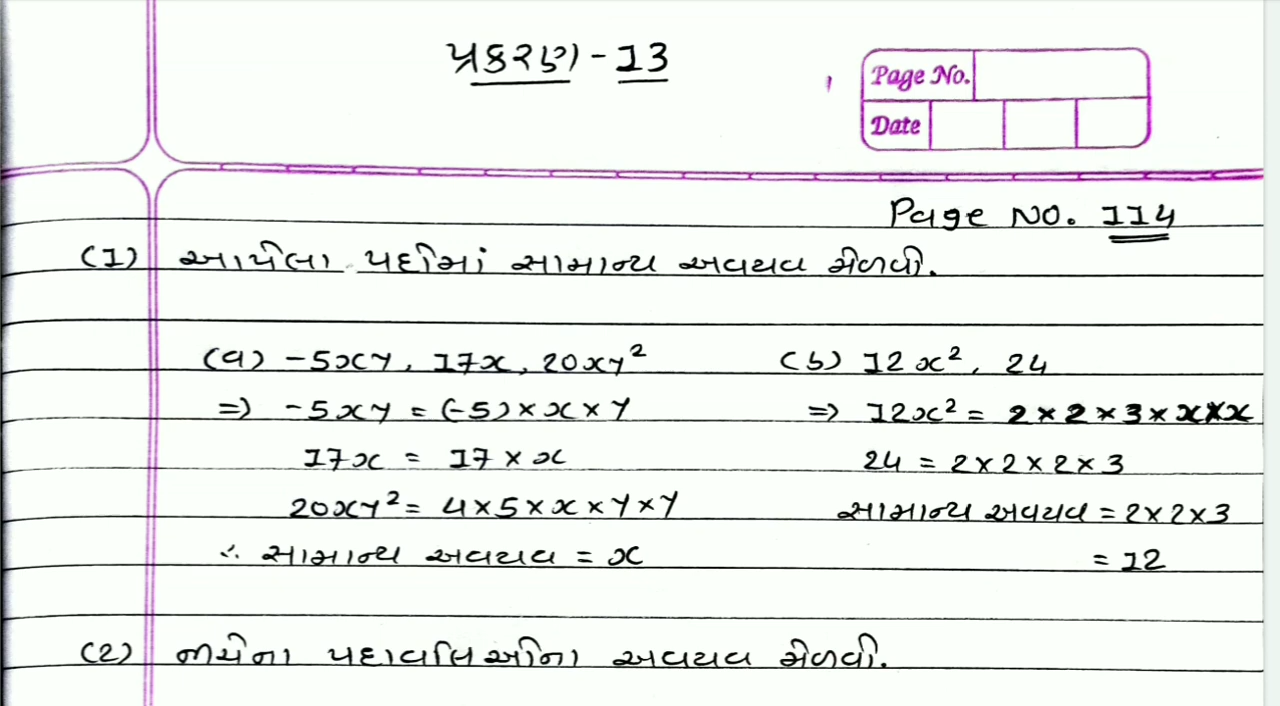 પ્રકરણ - 13
Page No.
Date
Page No. 114
(1) આપેલા પદોમાં સામાન્ય અવયવ મેળવો.
(a) -5xy, 17x, 20xy² (b) 12x², 24
⇒ -5xy = (-5) × x × y ⇒ 12x² = 2 × 2 × 3 × x × x
17x = 17 × x 24 = 2 × 2 × 2 × 3
20xy² = 4 × 5 × x × y × y સામાન્ય અવયવ = 2 × 2 × 3
∴ સામાન્ય અવયવ = x = 12
(2) નીચેના પદાવલિઓના અવયવ મેળવો.